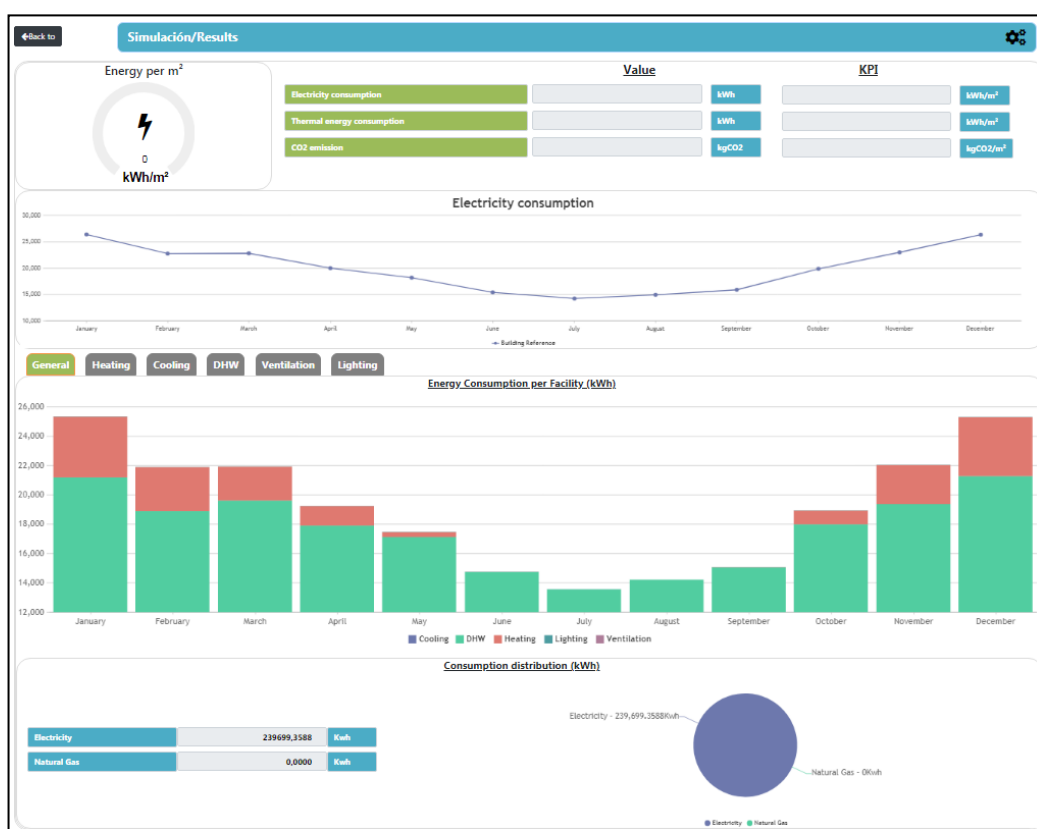 Back to
Simulación/Results
Energy per m²
0
kWh/m²
Value
KPI
Electricity consumption
kWh
kWh/m²
Thermal energy consumption
kWh
kWh/m²
CO2 emission
kgCO2
kgCO2/m²
Electricity consumption
30,000
25,000
20,000
15,000
10,000
January February March April May June July August September October November December
Building Reference
General Heating Cooling DHW Ventilation Lighting
Energy Consumption per Facility (kWh)
26,000
24,000
22,000
20,000
18,000
16,000
14,000
12,000
January February March April May June July August September October November December
Cooling DHW Heating Lighting Ventilation
Consumption distribution (kWh)
Electricity 239699,3588 Kwh
Natural Gas 0,0000 Kwh
Electricity - 239,699.3588Kwh
Natural Gas - 0Kwh
Electricity Natural Gas